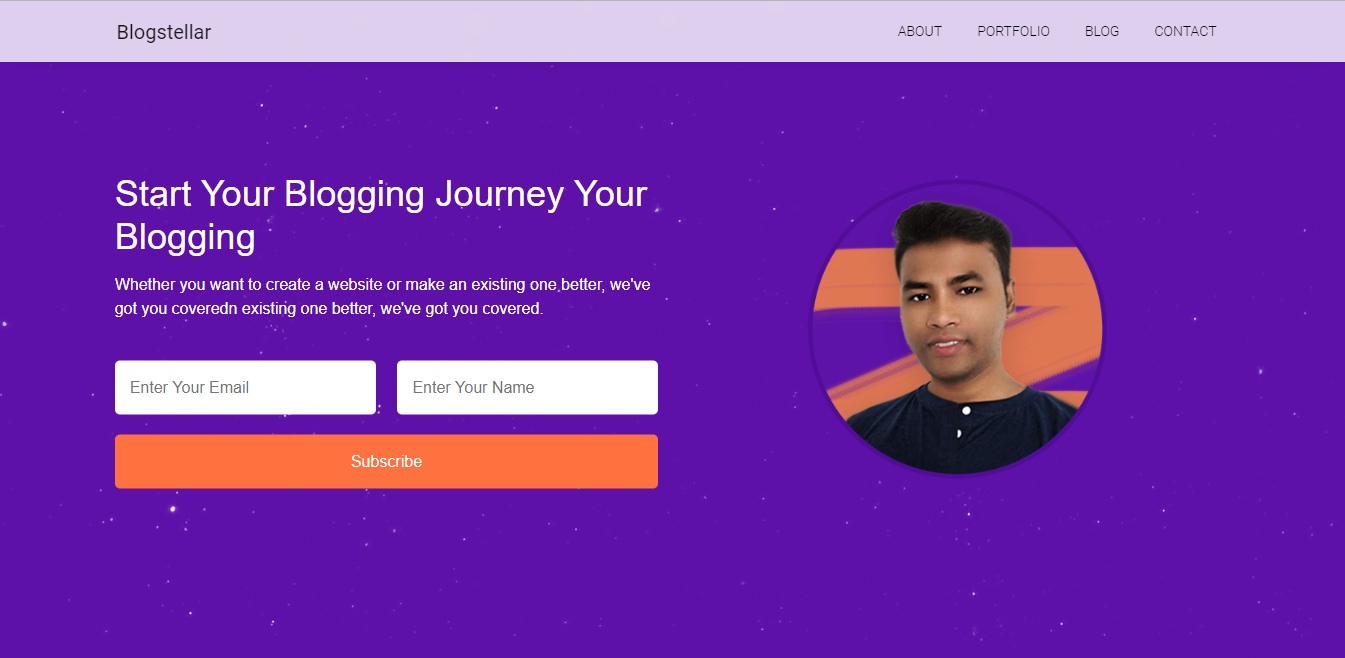 Blogstellar
ABOUT PORTFOLIO BLOG CONTACT
Start Your Blogging Journey Your
Blogging
Whether you want to create a website or make an existing one better, we've
got you coveredn existing one better, we've got you covered.
Enter Your Email
Enter Your Name
Subscribe